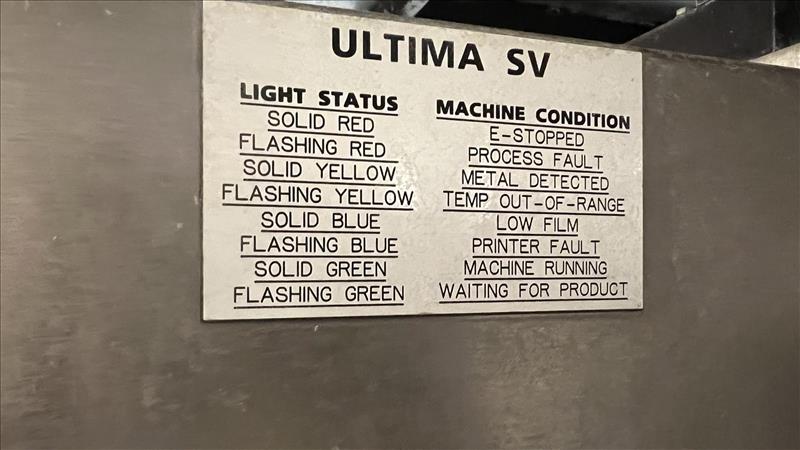 ULTIMA SV
LIGHT STATUS MACHINE CONDITION
SOLID RED E-STOPPED
FLASHING RED PROCESS FAULT
SOLID YELLOW METAL DETECTED
FLASHING YELLOW TEMP OUT-OF-RANGE
SOLID BLUE LOW FILM
FLASHING BLUE PRINTER FAULT
SOLID GREEN MACHINE RUNNING
FLASHING GREEN WAITING FOR PRODUCT